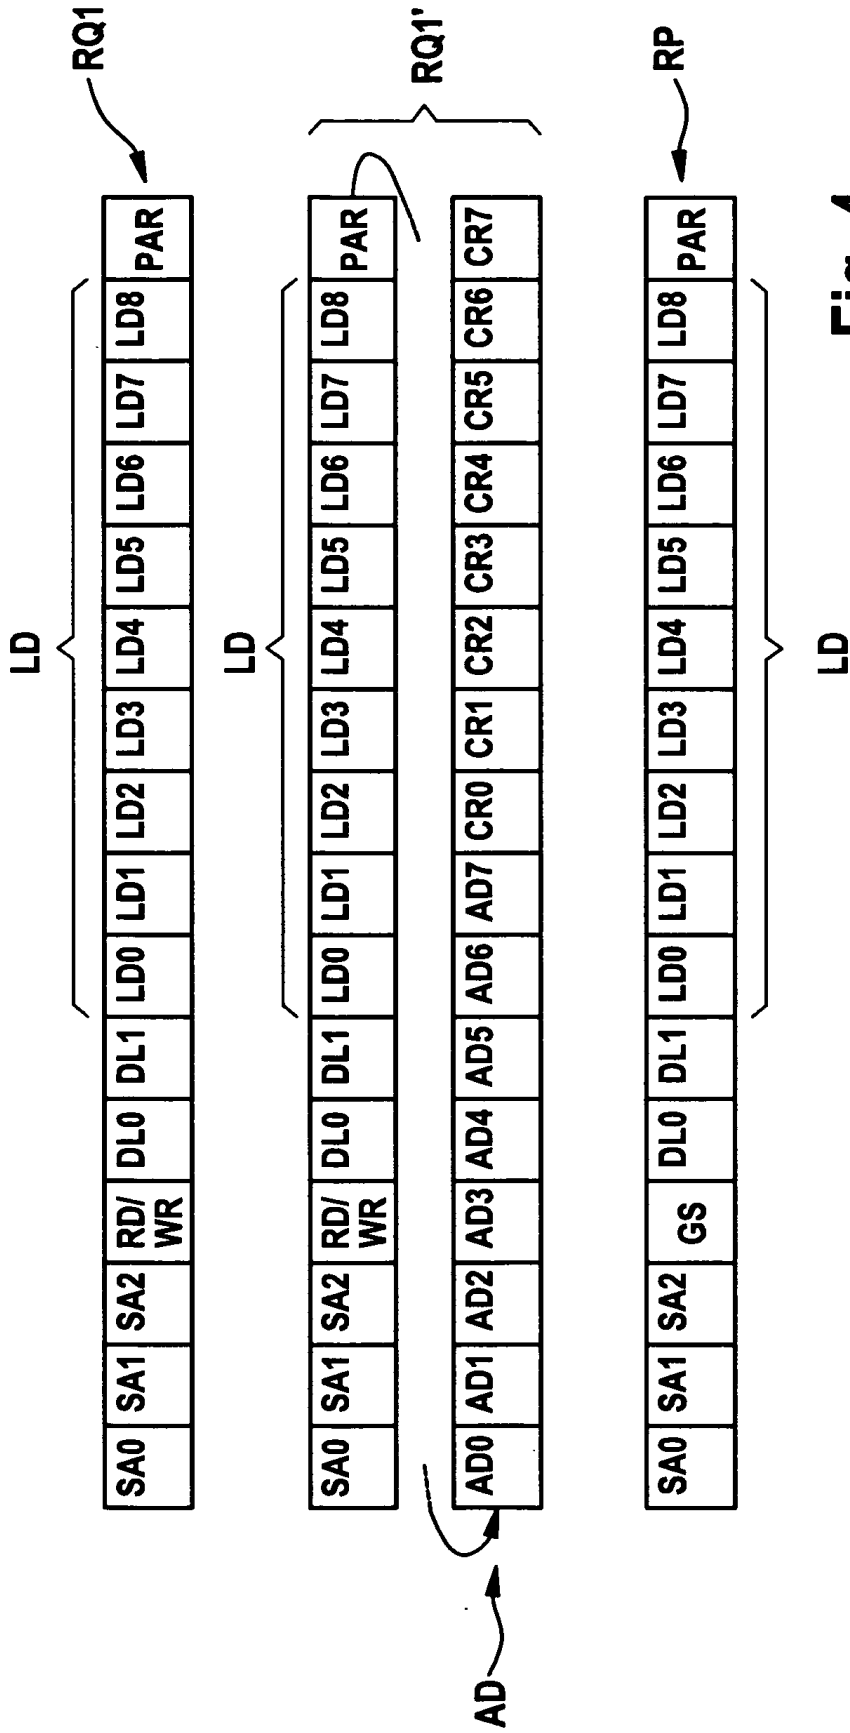 LD
RQ1
SA0 SA1 SA2 RD/WR DL0 DL1 LD0 LD1 LD2 LD3 LD4 LD5 LD6 LD7 LD8 PAR
LD
RQ1'
SA0 SA1 SA2 RD/WR DL0 DL1 LD0 LD1 LD2 LD3 LD4 LD5 LD6 LD7 LD8 PAR
AD
AD0 AD1 AD2 AD3 AD4 AD5 AD6 AD7 CR0 CR1 CR2 CR3 CR4 CR5 CR6 CR7
RP
SA0 SA1 SA2 GS DL0 DL1 LD0 LD1 LD2 LD3 LD4 LD5 LD6 LD7 LD8 PAR
LD